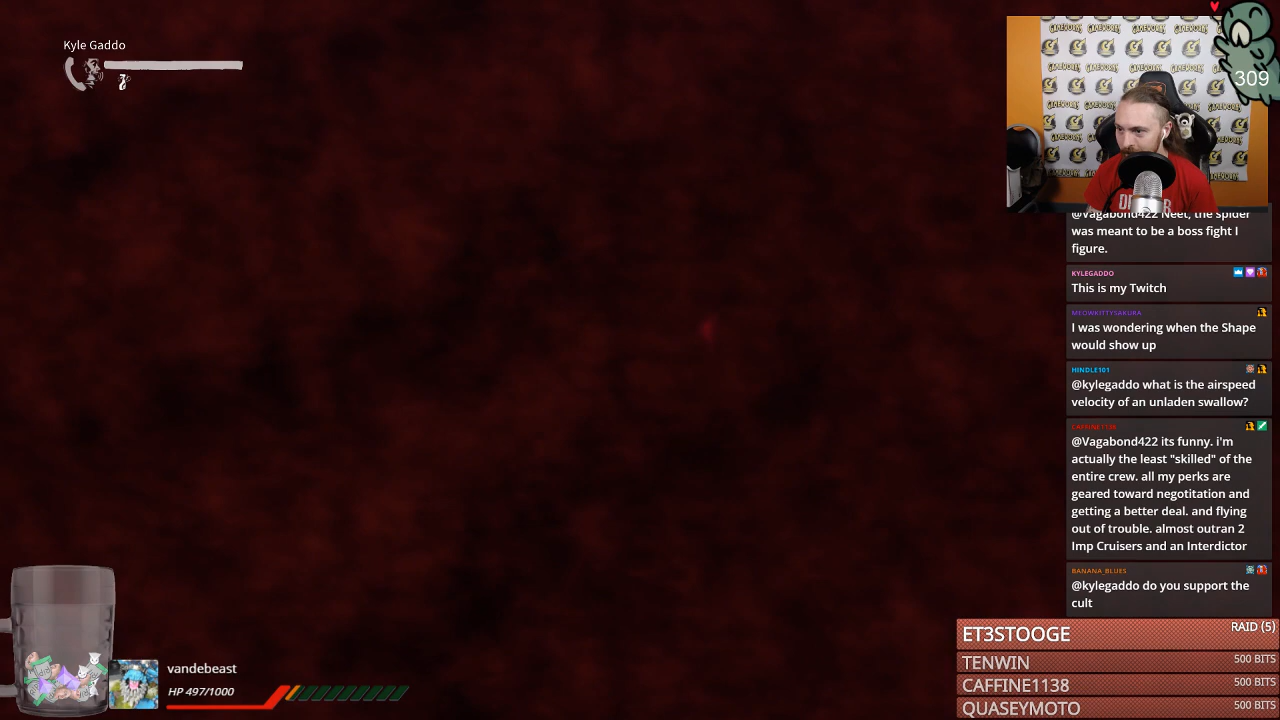 Kyle Gaddo
309
@Vagabond422 Neet, the spider
was meant to be a boss fight I
figure.
KYLEGADDO
This is my Twitch
MEOWKITTYSAKURA
I was wondering when the Shape
would show up
HINDLE101
@kylegaddo what is the airspeed
velocity of an unladen swallow?
CAFFINE1138
@Vagabond422 its funny. i'm
actually the least "skilled" of the
entire crew. all my perks are
geared toward negotitation and
getting a better deal. and flying
out of trouble. almost outran 2
Imp Cruisers and an Interdictor
BANANA_BLUES
@kylegaddo do you support the
cult
ET3STOOGE RAID (5)
TENWIN 500 BITS
CAFFINE1138 500 BITS
QUASEYMOTO 500 BITS
vandebeast
HP 497/1000